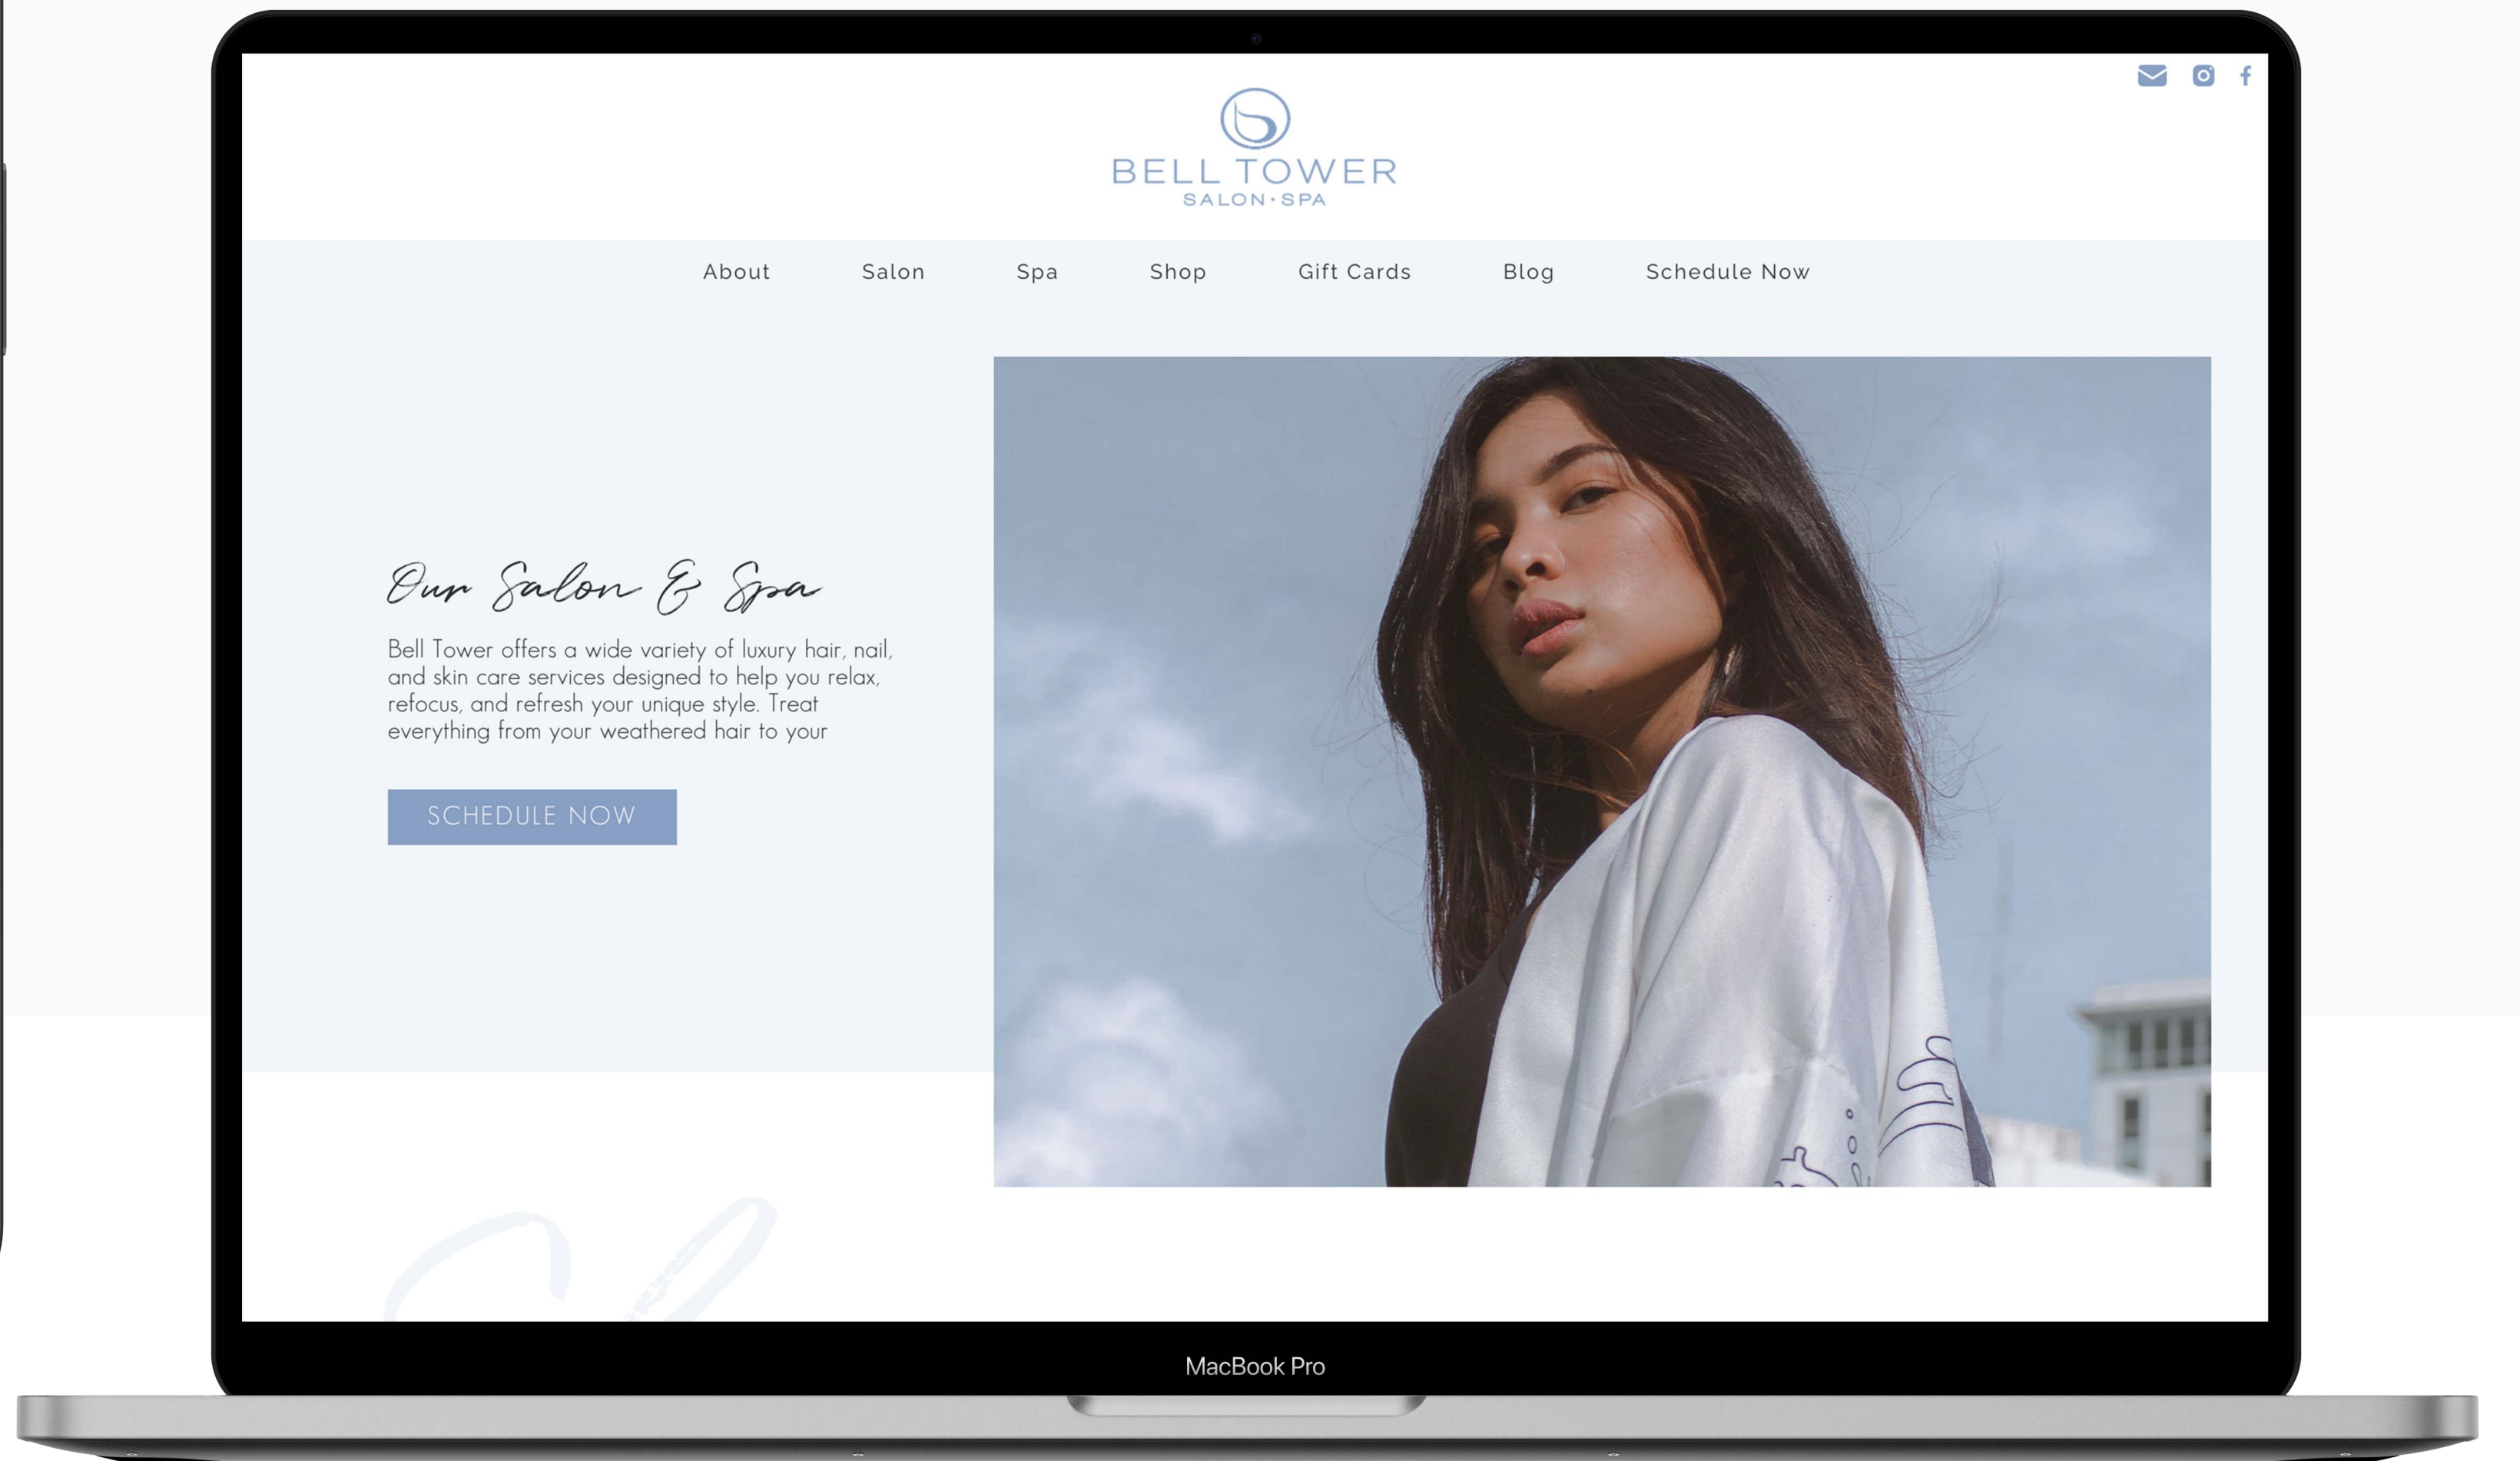 BELL TOWER
SALON·SPA
About Salon Spa Shop Gift Cards Blog Schedule Now
Our Salon & Spa
Bell Tower offers a wide variety of luxury hair, nail,
and skin care services designed to help you relax,
refocus, and refresh your unique style. Treat
everything from your weathered hair to your
SCHEDULE NOW
MacBook Pro